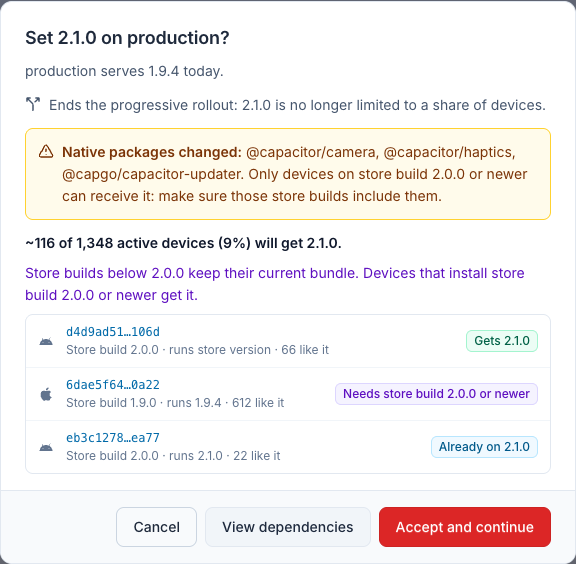 Set 2.1.0 on production?
production serves 1.9.4 today.
Ends the progressive rollout: 2.1.0 is no longer limited to a share of devices.
Native packages changed: @capacitor/camera, @capacitor/haptics,
@capgo/capacitor-updater. Only devices on store build 2.0.0 or newer
can receive it: make sure those store builds include them.
~116 of 1,348 active devices (9%) will get 2.1.0.
Store builds below 2.0.0 keep their current bundle. Devices that install store
build 2.0.0 or newer get it.
d4d9ad51…106d
Store build 2.0.0 · runs store version · 66 like it
Gets 2.1.0
6dae5f64…0a22
Store build 1.9.0 · runs 1.9.4 · 612 like it
Needs store build 2.0.0 or newer
eb3c1278…ea77
Store build 2.0.0 · runs 2.1.0 · 22 like it
Already on 2.1.0
Cancel
View dependencies
Accept and continue